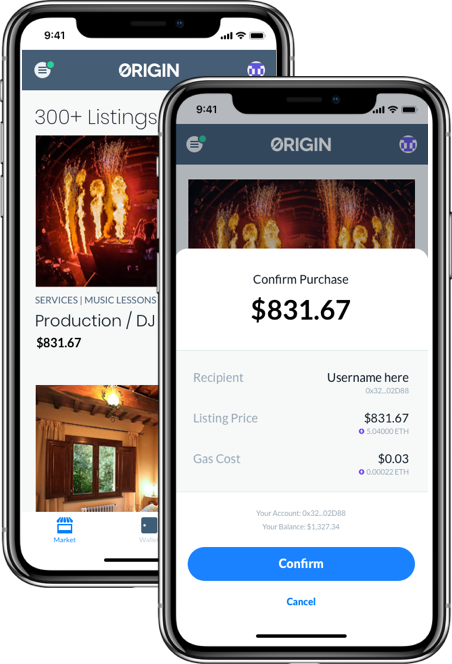 9:41
ØRIGIN
300+ Listings
SERVICES | MUSIC LESSONS
Production / DJ
$831.67
Market
Walle
9:41
ØRIGIN
Confirm Purchase
$831.67
Recipient
Username here
0x32...02D88
Listing Price
$831.67
5.04000 ETH
Gas Cost
$0.03
0.00022 ETH
Your Account: 0x32...02D88
Your Balance: $1,327.34
Confirm
Cancel